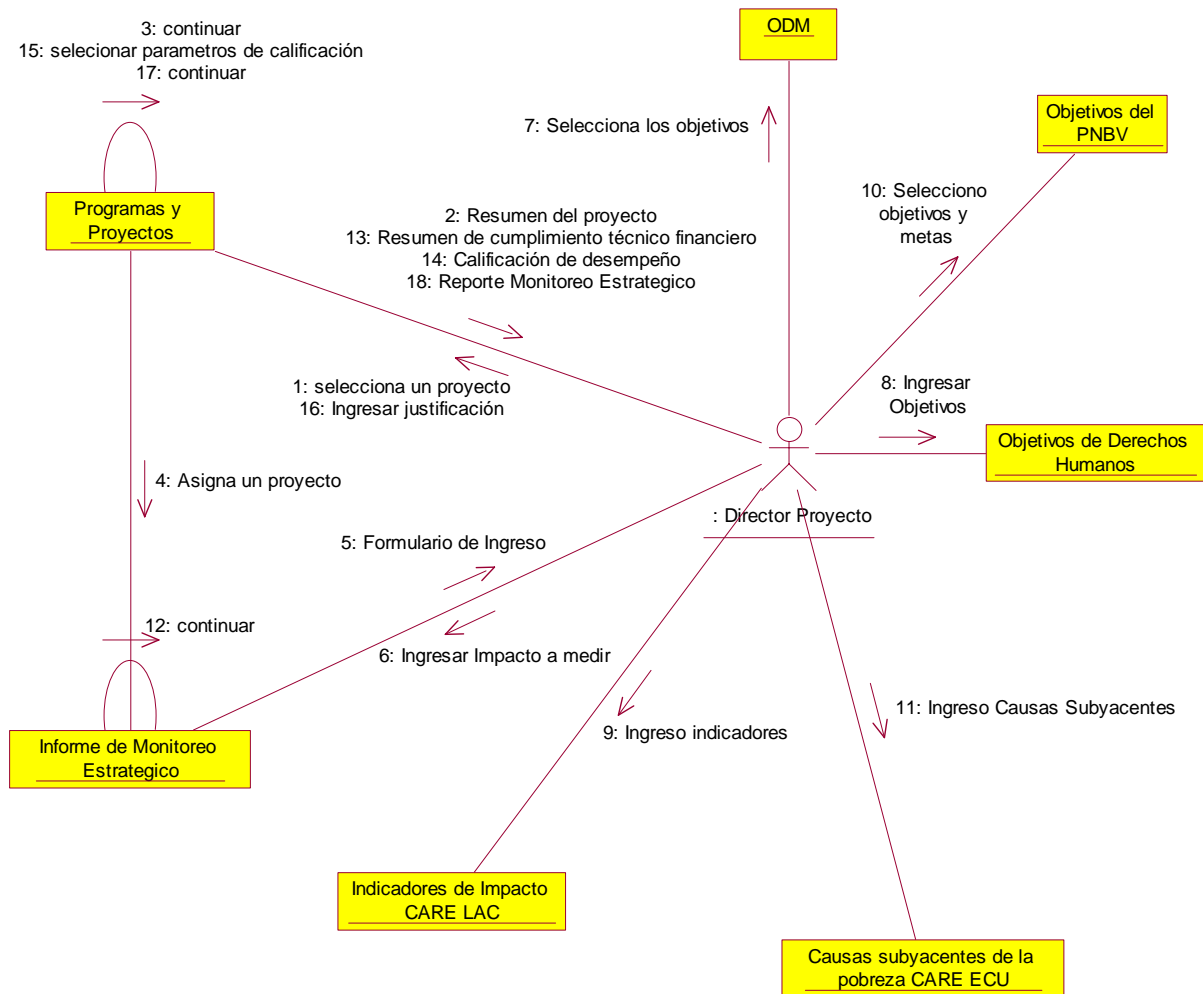 3: continuar
15: selecionar parametros de calificación
17: continuar
ODM
7: Selecciona los objetivos
Objetivos del
PNBV
10: Selecciono
objetivos y
metas
Programas y
Proyectos
2: Resumen del proyecto
13: Resumen de cumplimiento técnico financiero
14: Calificación de desempeño
18: Reporte Monitoreo Estrategico
1: selecciona un proyecto
16: Ingresar justificación
8: Ingresar
Objetivos
Objetivos de Derechos
Humanos
4: Asigna un proyecto
: Director Proyecto
5: Formulario de Ingreso
12: continuar
6: Ingresar Impacto a medir
11: Ingreso Causas Subyacentes
9: Ingreso indicadores
Informe de Monitoreo
Estrategico
Indicadores de Impacto
CARE LAC
Causas subyacentes de la
pobreza CARE ECU